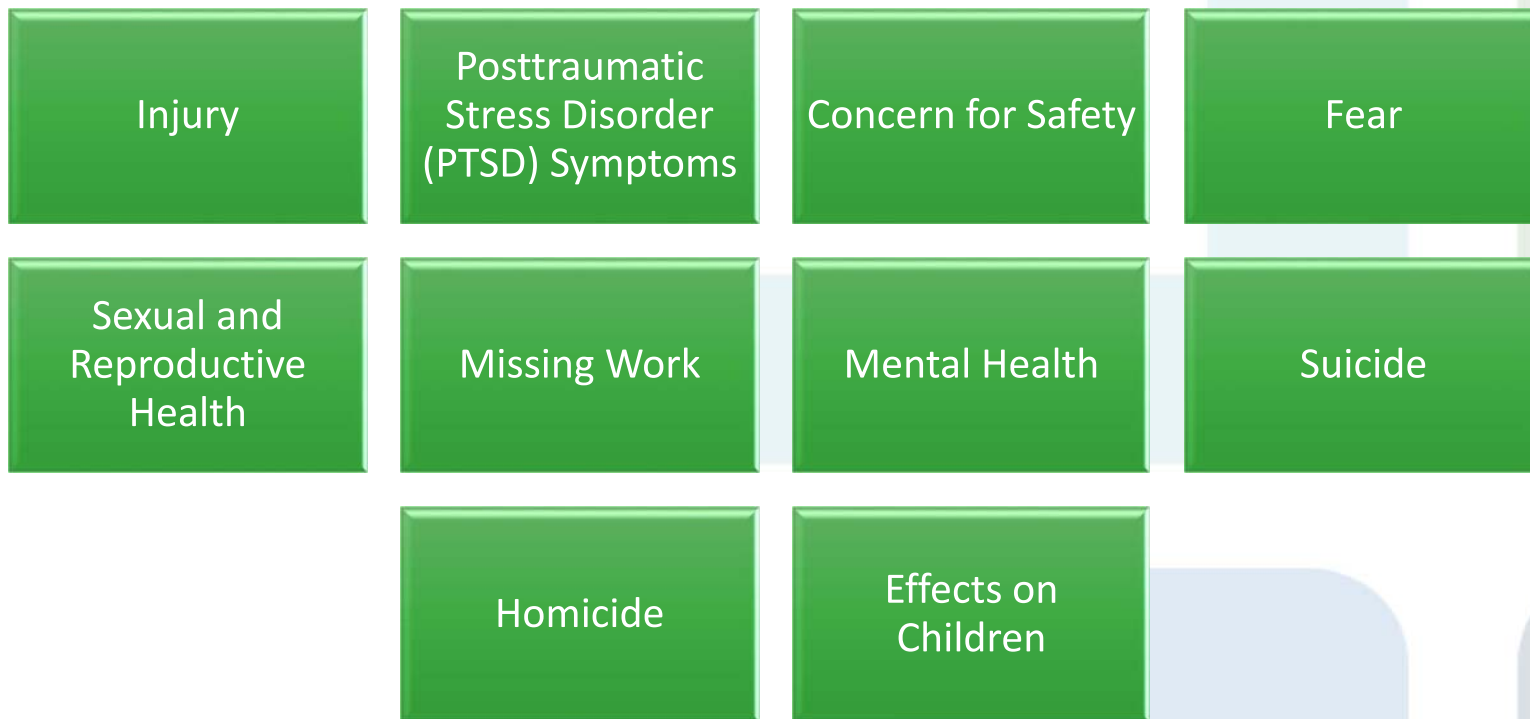 Injury
Posttraumatic
Stress Disorder
(PTSD) Symptoms
Concern for Safety
Fear
Sexual and
Reproductive
Health
Missing Work
Mental Health
Suicide
Homicide
Effects on
Children